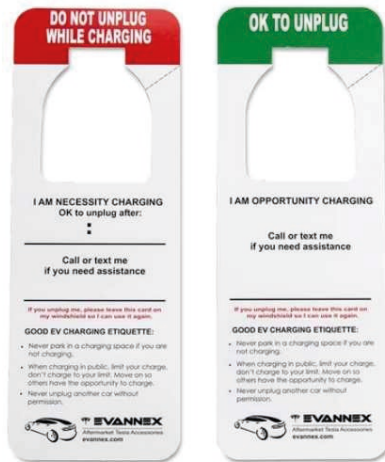 DO NOT UNPLUG
WHILE CHARGING
I AM NECESSITY CHARGING
OK to unplug after:
:
Call or text me
if you need assistance
If you unplug me, please leave this card on
my windshield so I can use it again.
GOOD EV CHARGING ETIQUETTE:
• Never park in a charging space if you are
not charging.
• When charging in public, limit your charge,
don't charge to your limit. Move on so
others have the opportunity to charge.
• Never unplug another car without
permission.
EVANNEX
Aftermarket Tesla Accessories
evannex.com
OK TO UNPLUG
I AM OPPORTUNITY CHARGING
Call or text me
if you need assistance
If you unplug me, please leave this card on
my windshield so I can use it again.
GOOD EV CHARGING ETIQUETTE:
• Never park in a charging space if you are
not charging.
• When charging in public, limit your charge,
don't charge to your limit. Move on so
others have the opportunity to charge.
• Never unplug another car without
permission.
EVANNEX
Aftermarket Tesla Accessories
evannex.com